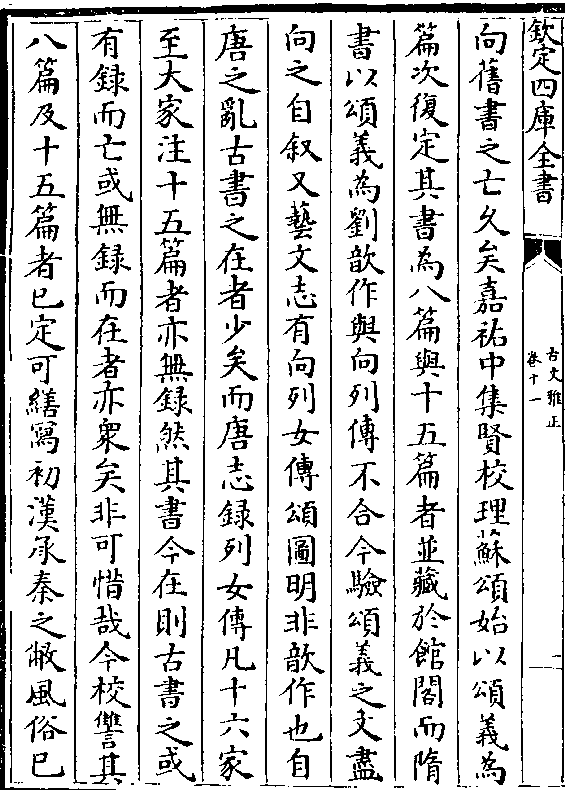 欽定四庫全書
古文雅正
卷十一
向舊書之亡久矣嘉祐中集賢校理蘇頌始以頌義為
篇次復定其書為八篇與十五篇者並藏於館閣而隋
書以頌義為劉歆作與向列傳不合今驗頌義之文盡
向之自叙又藝文志有向列女傳頌圖明非歆作也自
唐之亂古書之在者少矣而唐志錄列女傳凡十六家
至大家注十五篇者亦無錄然其書今在則古書之或
有録而亡或無録而在者亦衆矣非可惜哉今校讐其
八篇及十五篇者已定可繕寫初漢承秦之敝風俗已